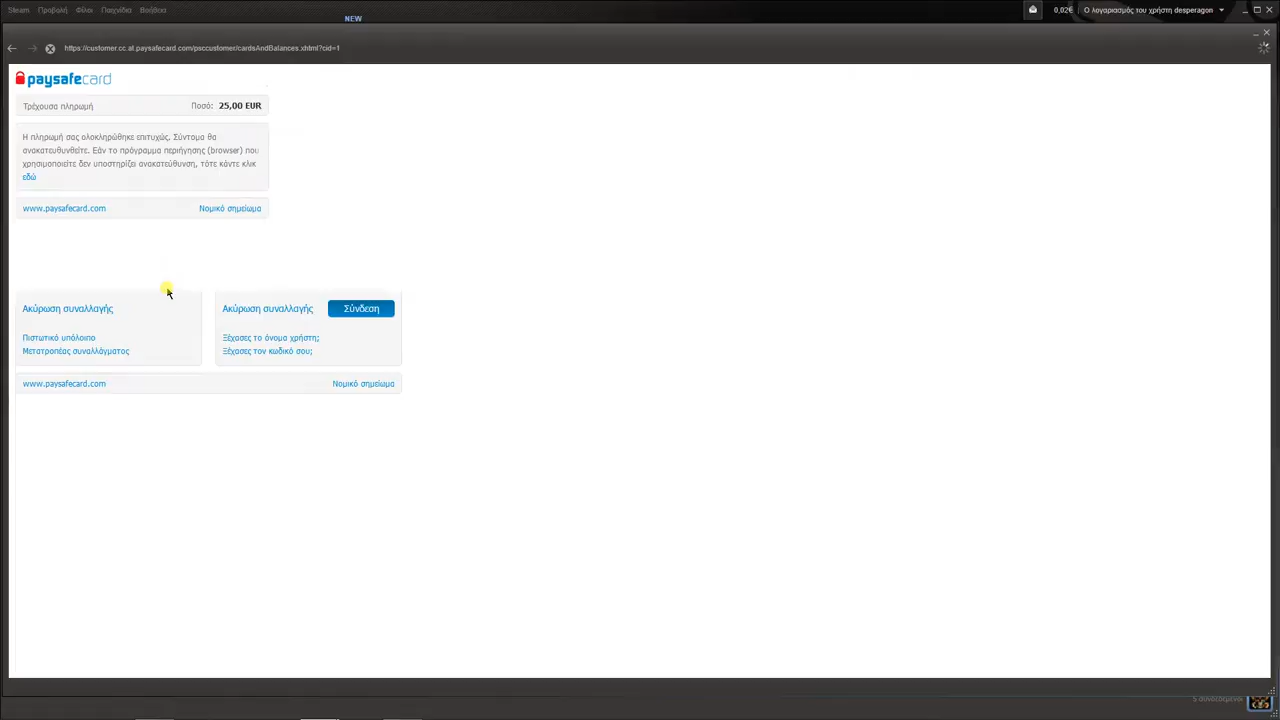 Steam Προβολή Φίλοι Παιχνίδια Βοήθεια
NEW
0,02€ Ο λογαριασμός του χρήστη desperagon
https://customer.cc.at.paysafecard.com/psccustomer/cardsAndBalances.xhtml?cid=1
paysafecard
Τρέχουσα πληρωμή Ποσό: 25,00 EUR
Η πληρωμή σας ολοκληρώθηκε επιτυχώς. Σύντομα θα
ανακατευθυνθείτε. Εάν το πρόγραμμα περιήγησης (browser) που
χρησιμοποιείτε δεν υποστηρίζει ανακατεύθυνση, τότε κάντε κλικ
εδώ
www.paysafecard.com Νομικό σημείωμα
Ακύρωση συναλλαγής
Πιστωτικό υπόλοιπο
Μετατροπέας συναλλάγματος
Ακύρωση συναλλαγής Σύνδεση
Ξέχασες το όνομα χρήστη;
Ξέχασες τον κωδικό σου;
www.paysafecard.com Νομικό σημείωμα
5 συνδεδεμένοι